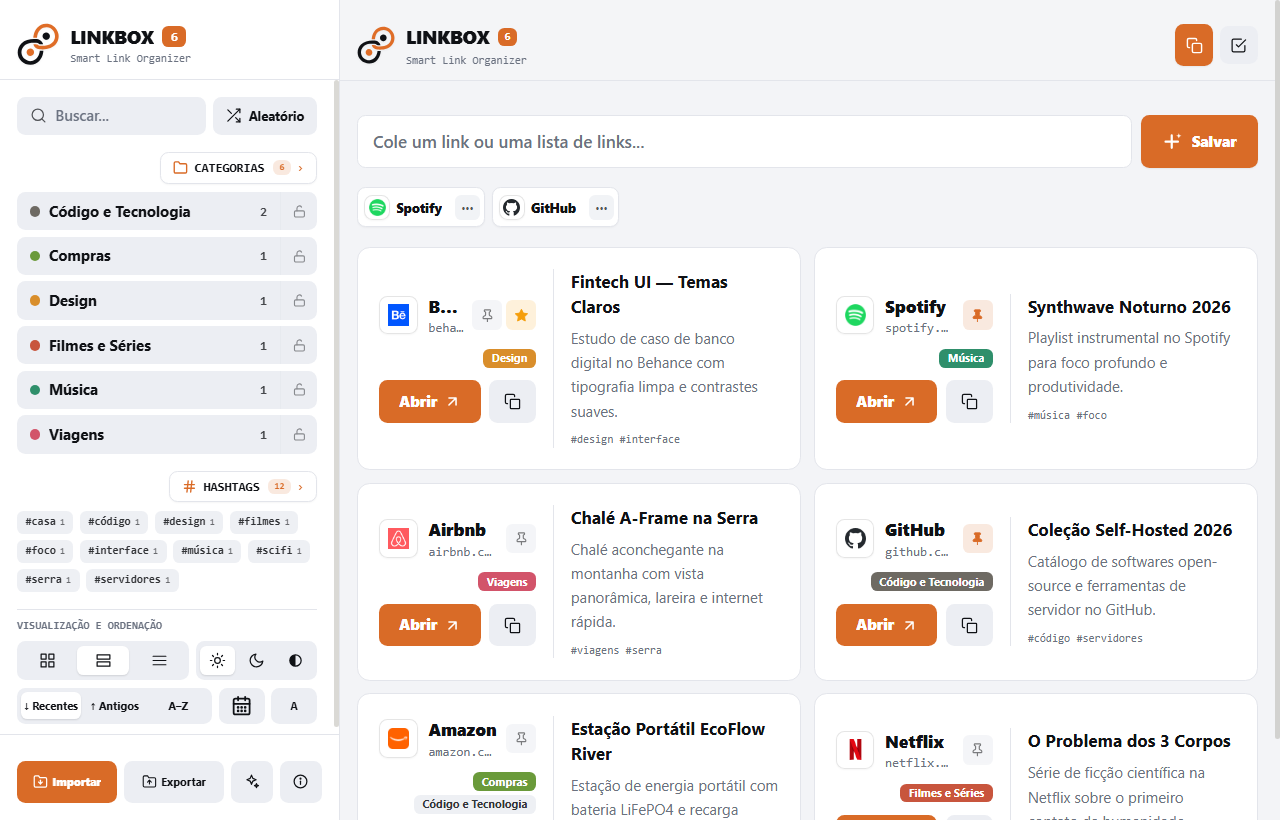 LINKBOX 6
Smart Link Organizer
Buscar...
Aleatório
CATEGORIAS 6 ›
Código e Tecnologia 2
Compras 1
Design 1
Filmes e Séries 1
Música 1
Viagens 1
HASHTAGS 12 ›
#casa 1 #código 1 #design 1 #filmes 1
#foco 1 #interface 1 #música 1 #scifi 1
#serra 1 #servidores 1
VISUALIZAÇÃO E ORDENAÇÃO
↓ Recentes ↑ Antigos A–Z A
Importar Exportar
LINKBOX 6
Smart Link Organizer
Cole um link ou uma lista de links...
Salvar
Spotify ··· GitHub ···
Bē B...
beha...
Design
Abrir
Fintech UI — Temas
Claros
Estudo de caso de banco
digital no Behance com
tipografia limpa e contrastes
suaves.
#design #interface
Spotify
spotify....
Música
Abrir
Synthwave Noturno 2026
Playlist instrumental no Spotify
para foco profundo e
produtividade.
#música #foco
Airbnb
airbnb.c...
Viagens
Abrir
Chalé A-Frame na Serra
Chalé aconchegante na
montanha com vista
panorâmica, lareira e internet
rápida.
#viagens #serra
GitHub
github.c...
Código e Tecnologia
Abrir
Coleção Self-Hosted 2026
Catálogo de softwares open-
source e ferramentas de
servidor no GitHub.
#código #servidores
Amazon
amazon.c...
Compras
Código e Tecnologia
Estação Portátil EcoFlow
River
Estação de energia portátil com
bateria LiFePO4 e recarga
N Netflix
netflix....
Filmes e Séries
O Problema dos 3 Corpos
Série de ficção científica na
Netflix sobre o primeiro